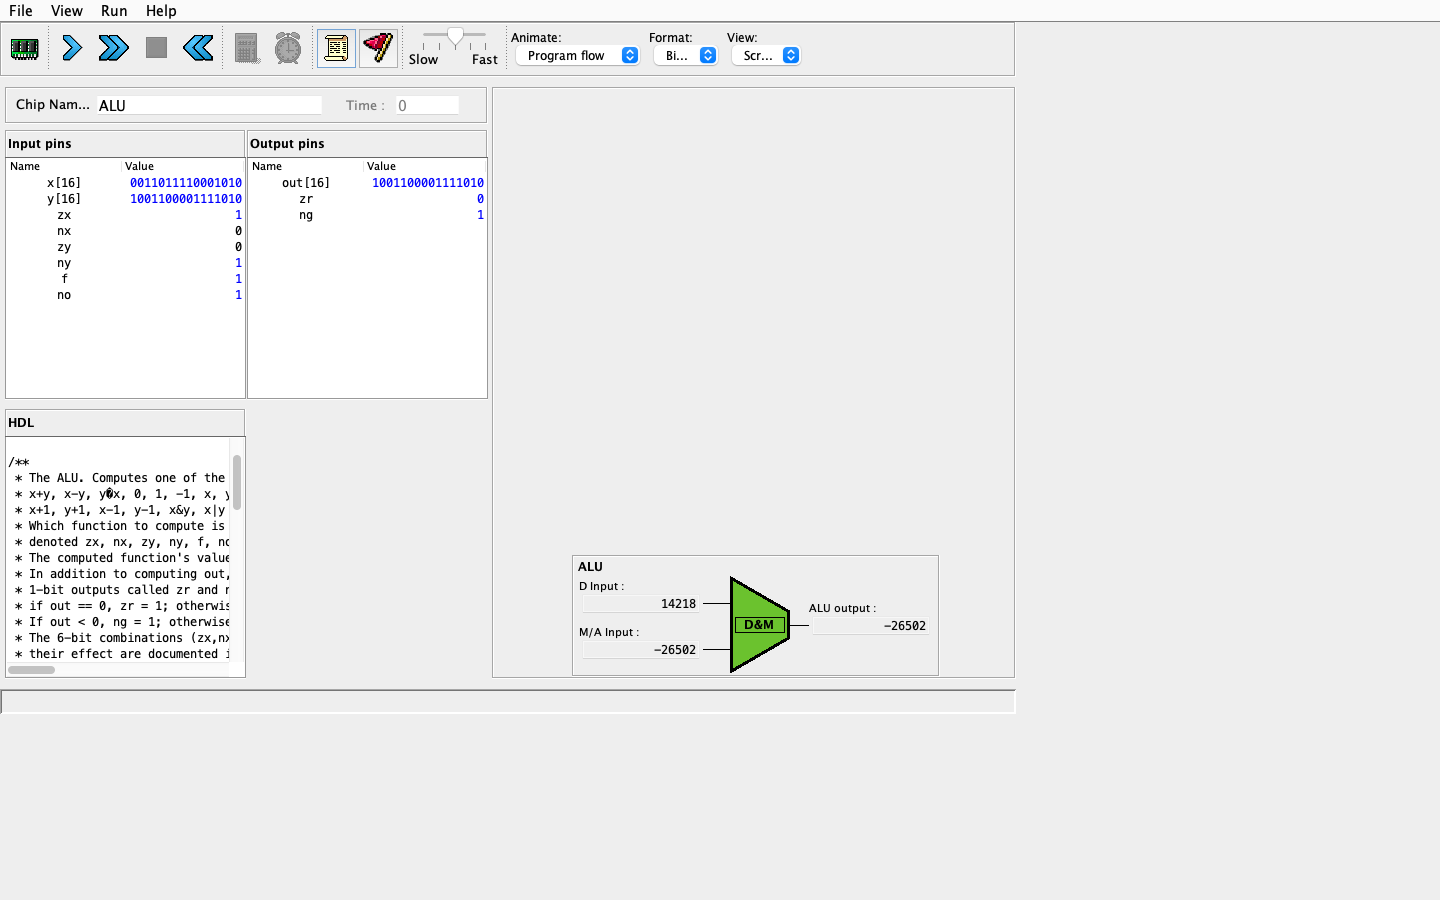 File View Run Help
Slow Fast
Animate:
Program flow
Format:
Bi...
View:
Scr...
Chip Nam... ALU Time : 0
Input pins
Name Value
x[16] 0011011110001010
y[16] 1001100001111010
zx 1
nx 0
zy 0
ny 1
f 1
no 1
Output pins
Name Value
out[16] 1001100001111010
zr 0
ng 1
HDL
/**
* The ALU. Computes one of the
* x+y, x-y, y�x, 0, 1, -1, x, y
* x+1, y+1, x-1, y-1, x&y, x|y
* Which function to compute is
* denoted zx, nx, zy, ny, f, no
* The computed function's value
* In addition to computing out,
* 1-bit outputs called zr and n
* if out == 0, zr = 1; otherwis
* If out < 0, ng = 1; otherwise
* The 6-bit combinations (zx,nx
* their effect are documented i
ALU
D Input :
14218
M/A Input :
-26502
D&M
ALU output :
-26502